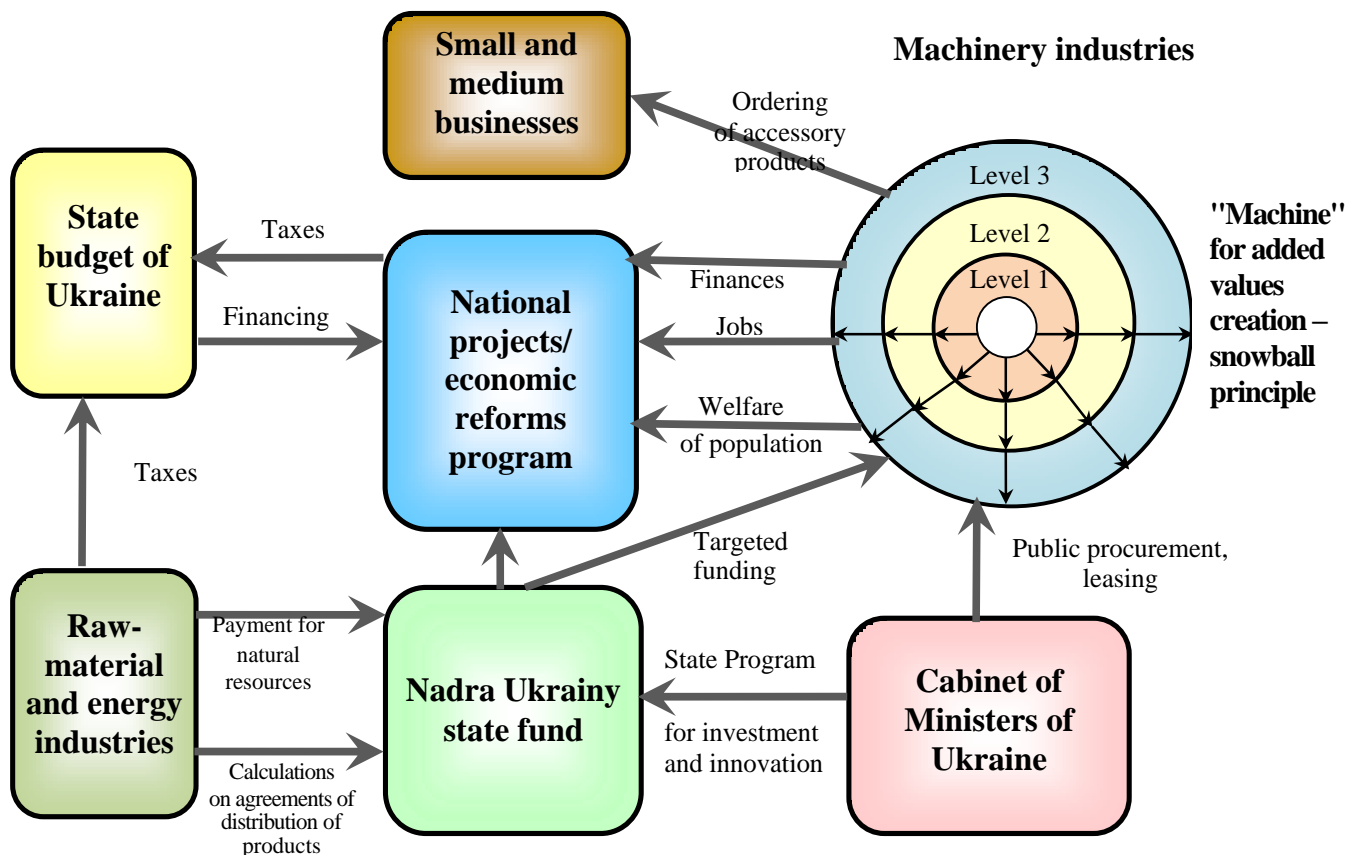 Small and
medium
businesses
Machinery industries
Ordering
of accessory
products
Level 3
Level 2
Level 1
"Machine"
for added
values
creation –
snowball
principle
State
budget of
Ukraine
Taxes
Financing
National
projects/
economic
reforms
program
Finances
Jobs
Welfare
of population
Taxes
Targeted
funding
Public procurement,
leasing
Raw-
material
and energy
industries
Payment for
natural
resources
Calculations
on agreements of
distribution of
products
Nadra Ukrainy
state fund
State Program
for investment
and innovation
Cabinet of
Ministers of
Ukraine